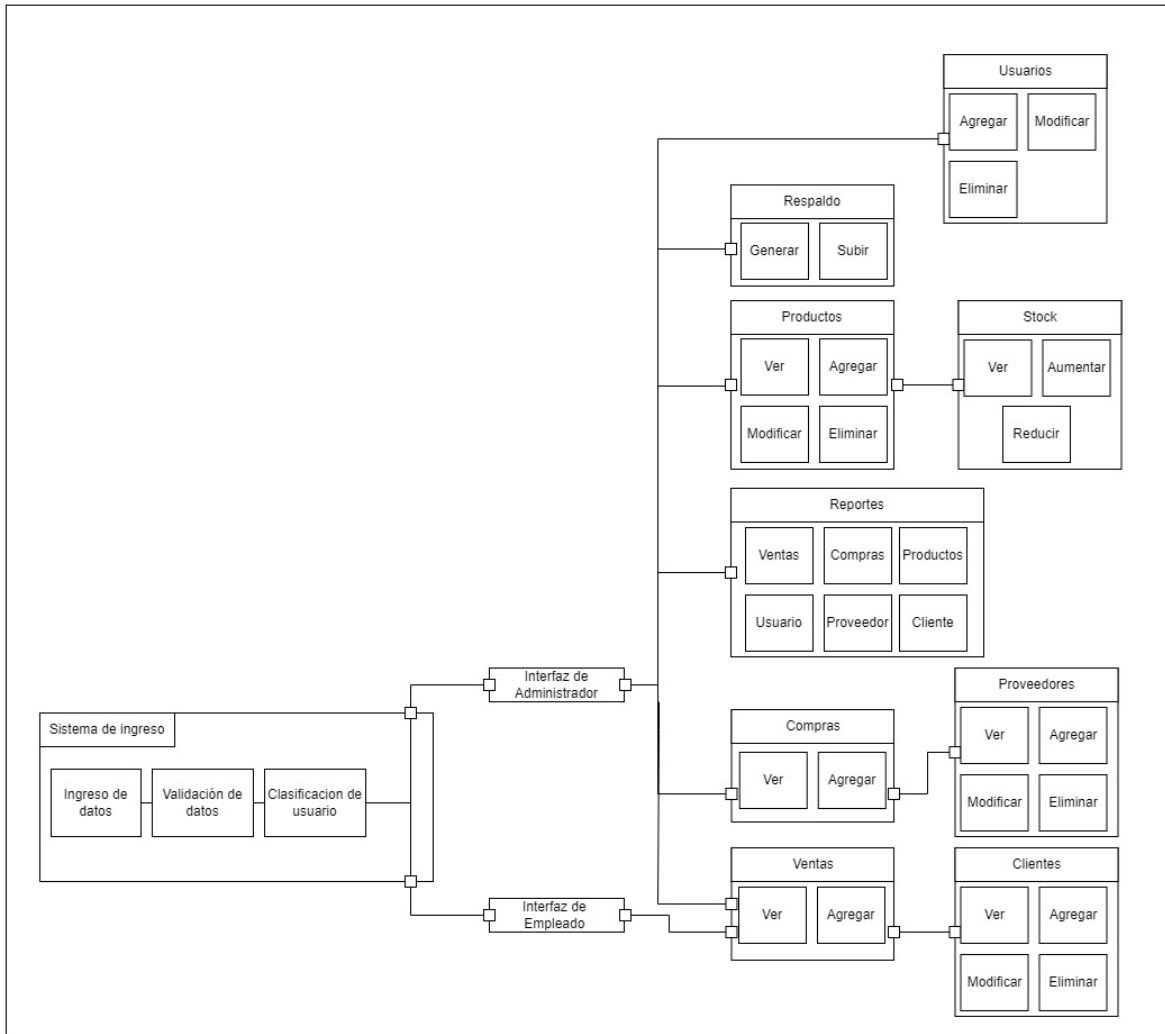 Usuarios
Agregar
Modificar
Eliminar
Respaldo
Generar
Subir
Productos
Ver
Agregar
Modificar
Eliminar
Stock
Ver
Aumentar
Reducir
Reportes
Ventas
Compras
Productos
Usuario
Proveedor
Cliente
Interfaz de
Administrador
Sistema de ingreso
Ingreso de
datos
Validación de
datos
Clasificacion de
usuario
Compras
Ver
Agregar
Proveedores
Ver
Agregar
Modificar
Eliminar
Interfaz de
Empleado
Ventas
Ver
Agregar
Clientes
Ver
Agregar
Modificar
Eliminar